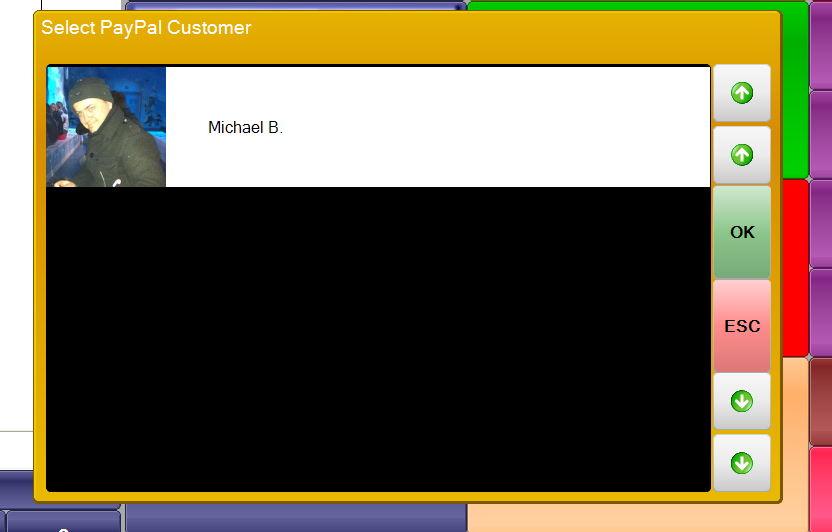 Select PayPal Customer
Michael B.
OK
ESC